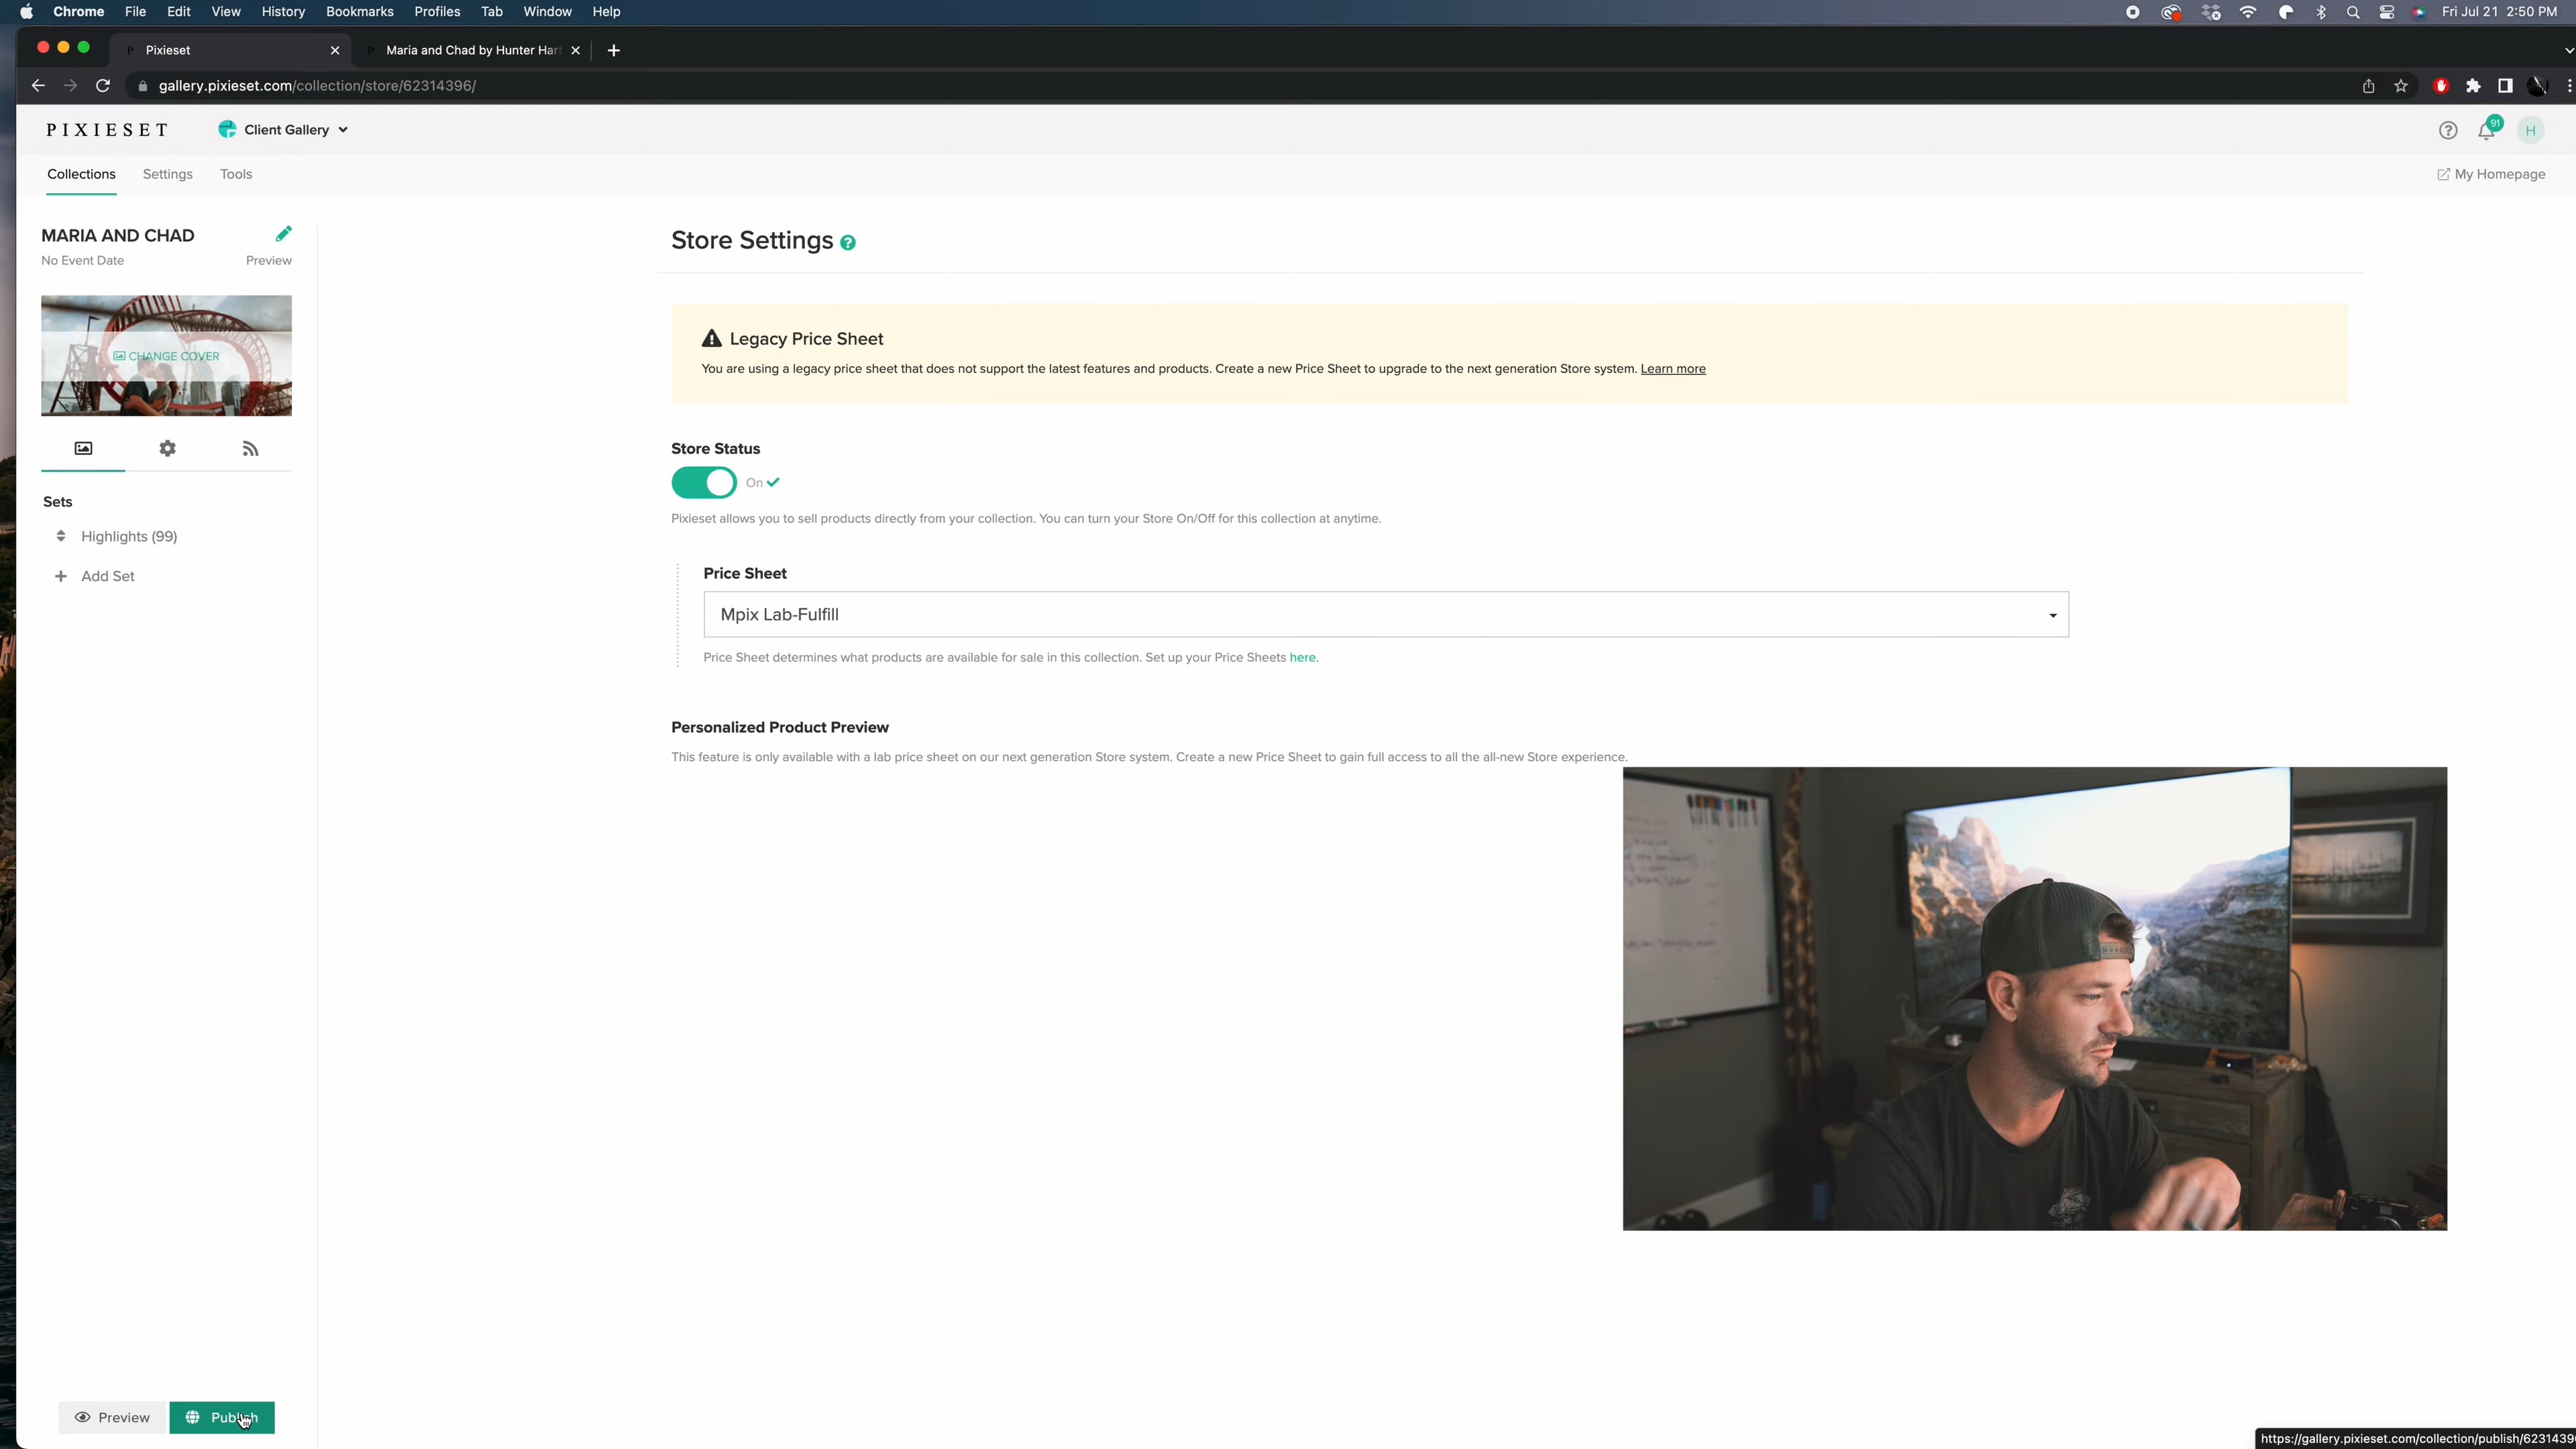 Chrome File Edit View History Bookmarks Profiles Tab Window Help Fri Jul 21 2:50 PM
Pixieset Maria and Chad by Hunter Har
gallery.pixieset.com/collection/store/62314396/
PIXIESET Client Gallery 91 H
Collections Settings Tools My Homepage
MARIA AND CHAD
No Event Date Preview
CHANGE COVER
Sets
Highlights (99)
Add Set
Store Settings ?
Legacy Price Sheet
You are using a legacy price sheet that does not support the latest features and products. Create a new Price Sheet to upgrade to the next generation Store system. Learn more
Store Status
On
Pixieset allows you to sell products directly from your collection. You can turn your Store On/Off for this collection at anytime.
Price Sheet
Mpix Lab-Fulfill
Price Sheet determines what products are available for sale in this collection. Set up your Price Sheets here.
Personalized Product Preview
This feature is only available with a lab price sheet on our next generation Store system. Create a new Price Sheet to gain full access to all the all-new Store experience.
Preview Publish
https://gallery.pixieset.com/collection/publish/6231439